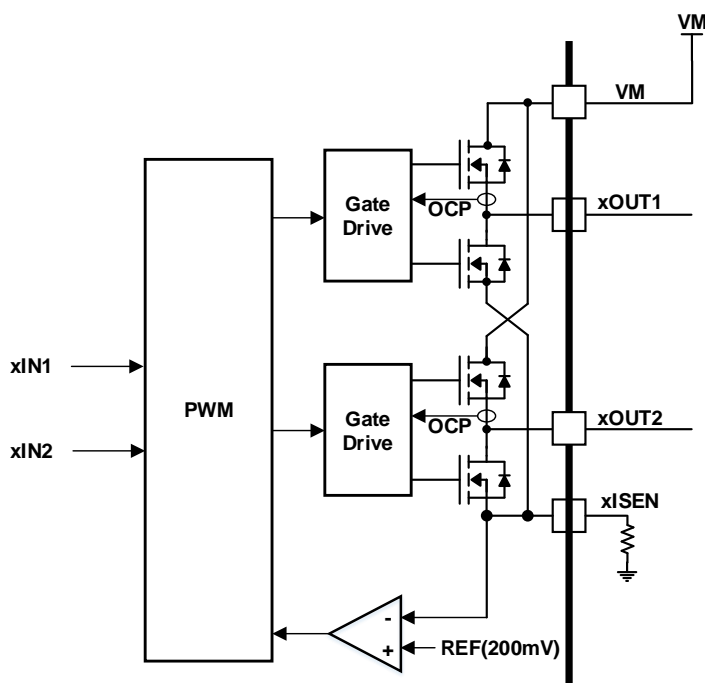 VM
VM
Gate
Drive
OCP
xOUT1
xIN1
PWM
xIN2
Gate
Drive
OCP
xOUT2
xISEN
-
+
REF(200mV)